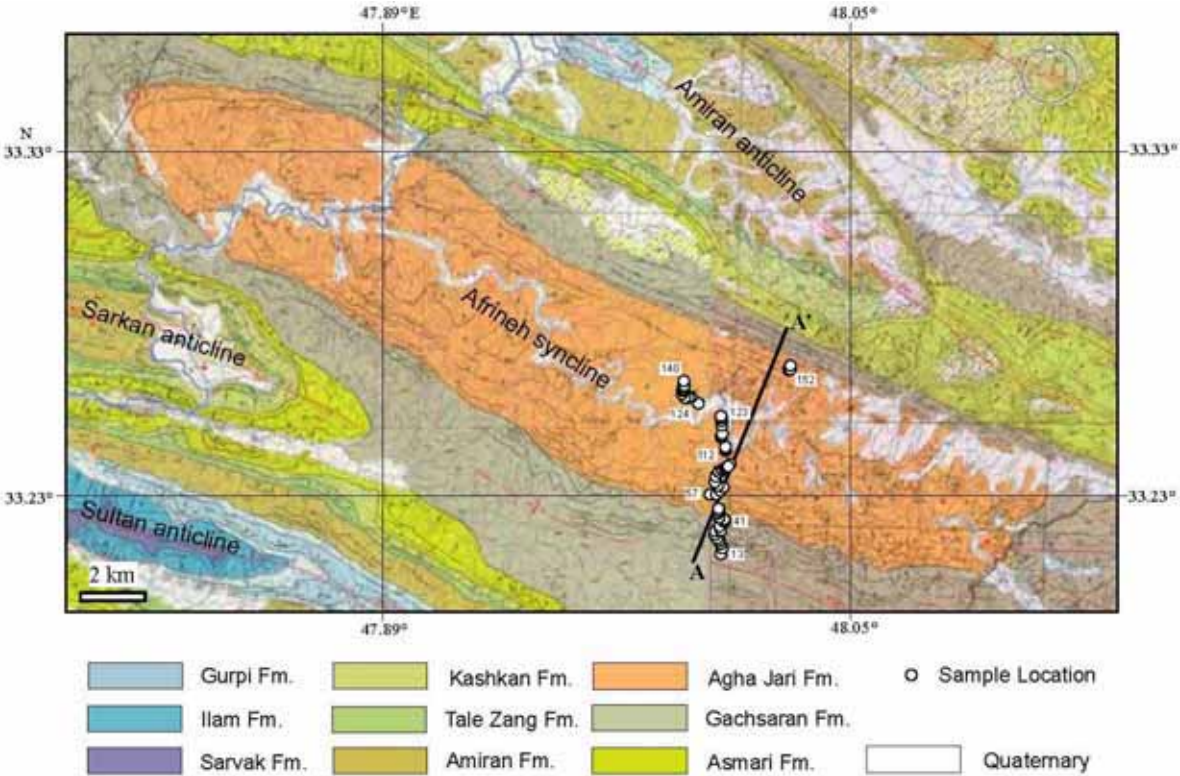 47.89°E
48.05°
N
33.33°
33.33°
Amiran anticline
Sarkan anticline
Afrineh syncline
A'
140
152
124
123
112
57
33.23°
33.23°
Sultan anticline
41
13
A
2 km
47.89°
48.05°
Gurpi Fm.
Kashkan Fm.
Agha Jari Fm.
Sample Location
Ilam Fm.
Tale Zang Fm.
Gachsaran Fm.
Sarvak Fm.
Amiran Fm.
Asmari Fm.
Quaternary